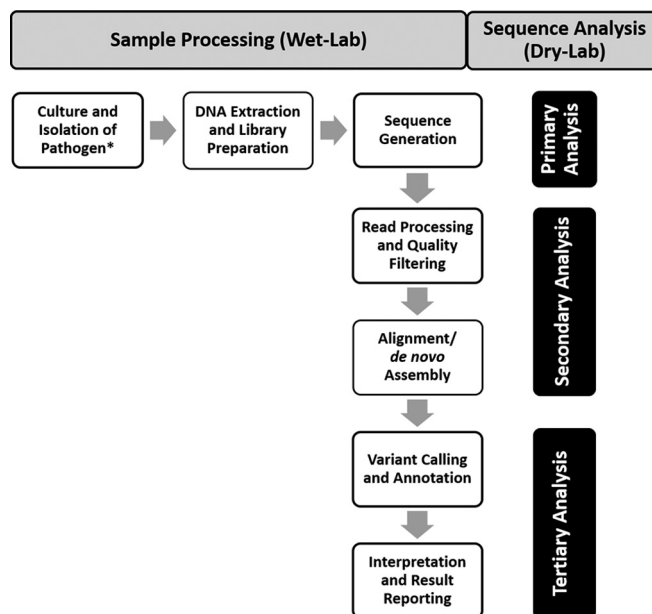 Sample Processing (Wet-Lab)
Sequence Analysis
(Dry-Lab)
Culture and
Isolation of
Pathogen*
DNA Extraction
and Library
Preparation
Sequence
Generation
Primary
Analysis
Read Processing
and Quality
Filtering
Alignment/
de novo
Assembly
Secondary Analysis
Variant Calling
and Annotation
Interpretation
and Result
Reporting
Tertiary Analysis